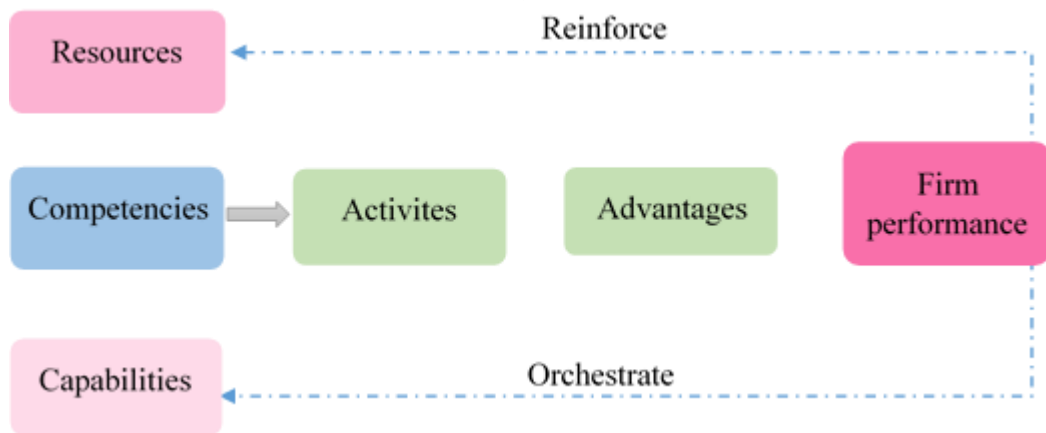 Reinforce
Resources
Competencies
Activites
Advantages
Firm
performance
Capabilities
Orchestrate